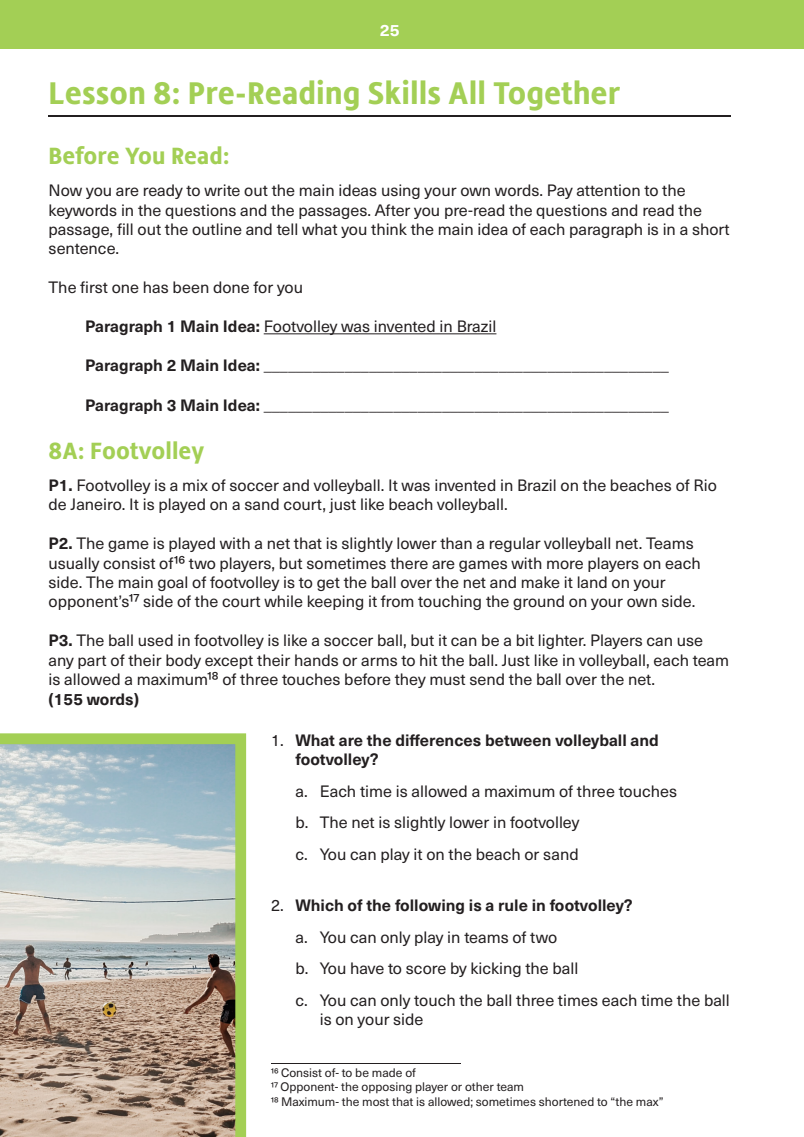 25
Lesson 8: Pre-Reading Skills All Together
Before You Read:
Now you are ready to write out the main ideas using your own words. Pay attention to the
keywords in the questions and the passages. After you pre-read the questions and read the
passage, fill out the outline and tell what you think the main idea of each paragraph is in a short
sentence.
The first one has been done for you
Paragraph 1 Main Idea: Footvolley was invented in Brazil
Paragraph 2 Main Idea: ______________________________________________
Paragraph 3 Main Idea: ______________________________________________
8A: Footvolley
P1. Footvolley is a mix of soccer and volleyball. It was invented in Brazil on the beaches of Rio
de Janeiro. It is played on a sand court, just like beach volleyball.
P2. The game is played with a net that is slightly lower than a regular volleyball net. Teams
usually consist of¹⁶ two players, but sometimes there are games with more players on each
side. The main goal of footvolley is to get the ball over the net and make it land on your
opponent's¹⁷ side of the court while keeping it from touching the ground on your own side.
P3. The ball used in footvolley is like a soccer ball, but it can be a bit lighter. Players can use
any part of their body except their hands or arms to hit the ball. Just like in volleyball, each team
is allowed a maximum¹⁸ of three touches before they must send the ball over the net.
(155 words)
1. What are the differences between volleyball and
footvolley?
a. Each time is allowed a maximum of three touches
b. The net is slightly lower in footvolley
c. You can play it on the beach or sand
2. Which of the following is a rule in footvolley?
a. You can only play in teams of two
b. You have to score by kicking the ball
c. You can only touch the ball three times each time the ball
is on your side
¹⁶ Consist of- to be made of
¹⁷ Opponent- the opposing player or other team
¹⁸ Maximum- the most that is allowed; sometimes shortened to “the max”